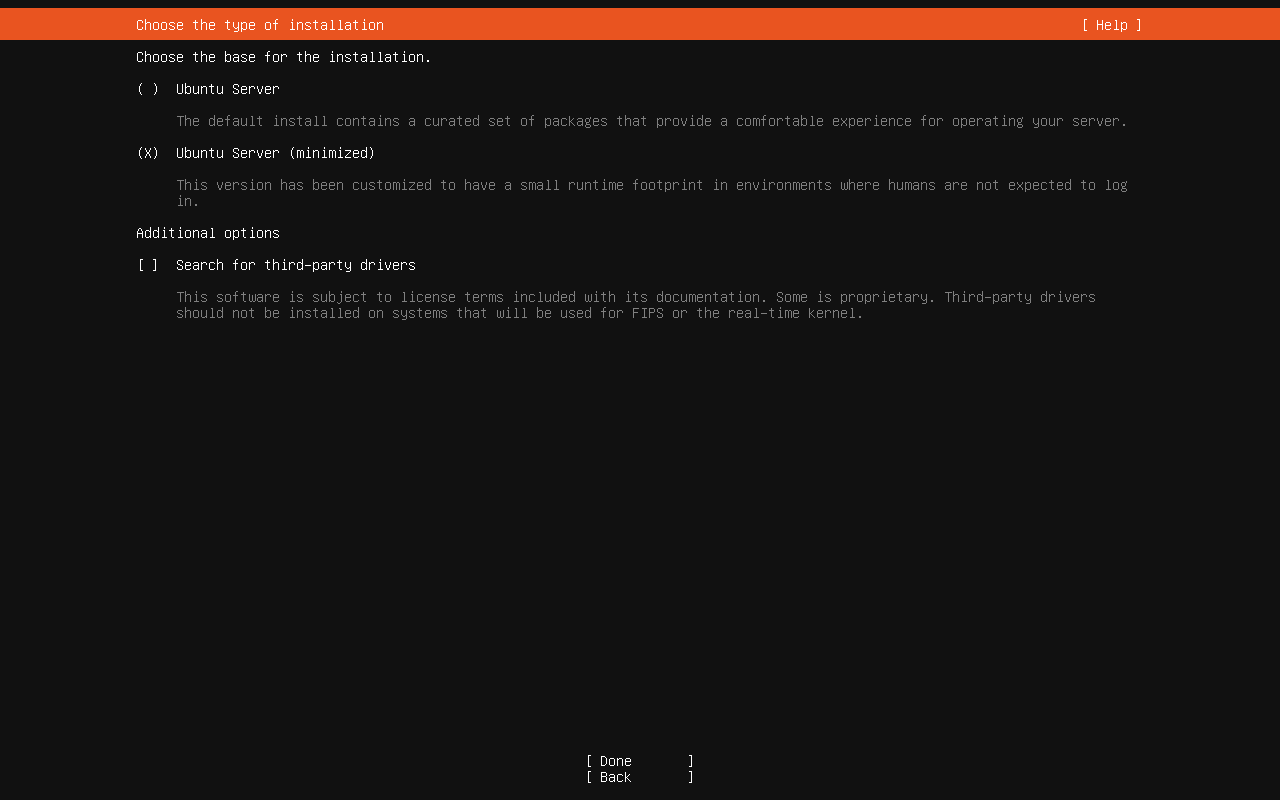 Choose the type of installation [ Help ]
Choose the base for the installation.
( ) Ubuntu Server
The default install contains a curated set of packages that provide a comfortable experience for operating your server.
(X) Ubuntu Server (minimized)
This version has been customized to have a small runtime footprint in environments where humans are not expected to log
in.
Additional options
[ ] Search for third-party drivers
This software is subject to license terms included with its documentation. Some is proprietary. Third-party drivers
should not be installed on systems that will be used for FIPS or the real-time kernel.
[ Done ]
[ Back ]